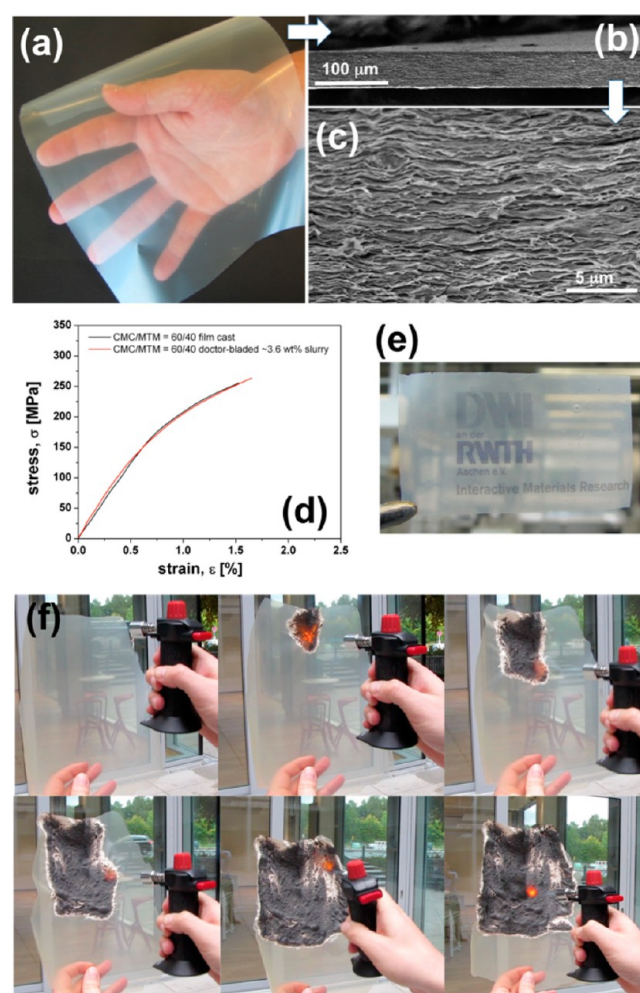 (a)
(b)
100 µm
(c)
5 µm
(d)
350
300
250
200
150
100
50
0
0.0 0.5 1.0 1.5 2.0 2.5
stress, σ [MPa]
strain, ε [%]
CMC/MTM = 60/40 film cast
CMC/MTM = 60/40 doctor-bladed ~3.6 wt% slurry
(e)
DWI
an der
RWTH
Aachen e.V.
Interactive Materials Research
(f)